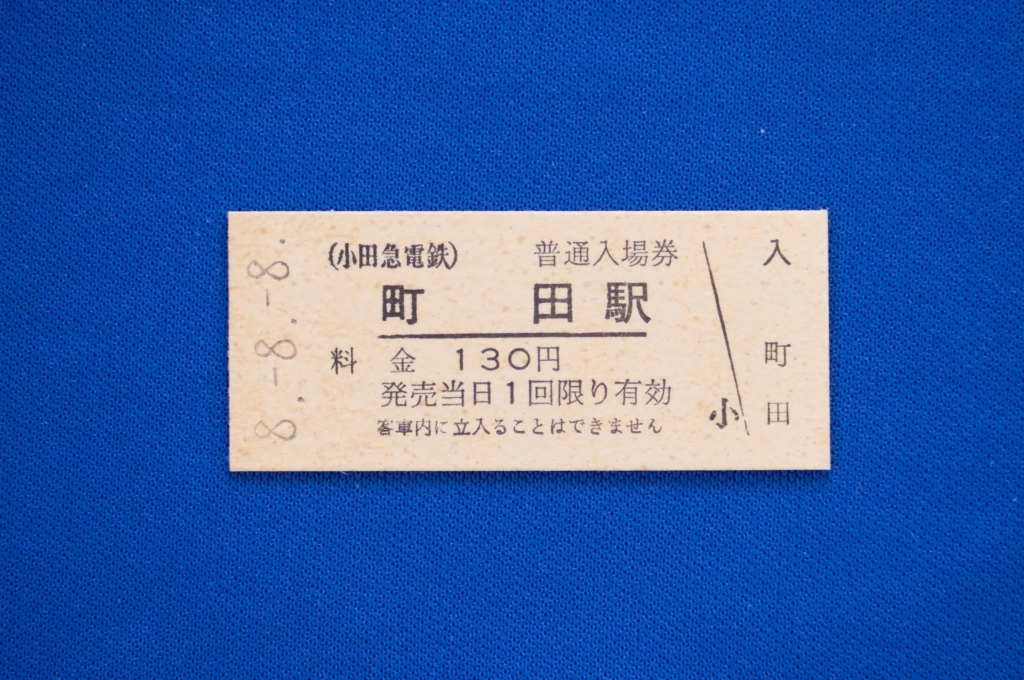 8.-8.-8.
(小田急電鉄) 普通入場券
町田駅
料金 130円
発売当日1回限り有効
客車内に立入ることはできません
小
入
町田